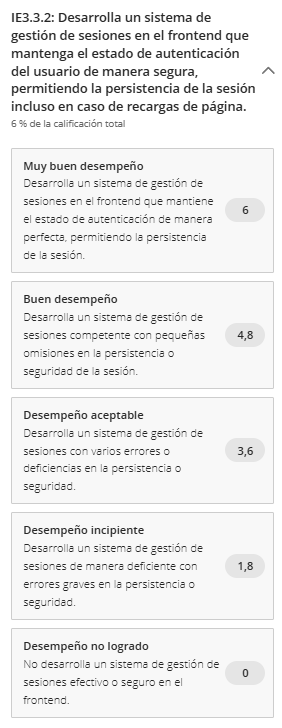 IE3.3.2: Desarrolla un sistema de
gestión de sesiones en el frontend que
mantenga el estado de autenticación
del usuario de manera segura,
permitiendo la persistencia de la sesión
incluso en caso de recargas de página.
6 % de la calificación total
Muy buen desempeño
Desarrolla un sistema de gestión de
sesiones en el frontend que mantiene
el estado de autenticación de manera
perfecta, permitiendo la persistencia
de la sesión.
6
Buen desempeño
Desarrolla un sistema de gestión de
sesiones competente con pequeñas
omisiones en la persistencia o
seguridad de la sesión.
4,8
Desempeño aceptable
Desarrolla un sistema de gestión de
sesiones con varios errores o
deficiencias en la persistencia o
seguridad.
3,6
Desempeño incipiente
Desarrolla un sistema de gestión de
sesiones de manera deficiente con
errores graves en la persistencia o
seguridad.
1,8
Desempeño no logrado
No desarrolla un sistema de gestión de
sesiones efectivo o seguro en el
frontend.
0